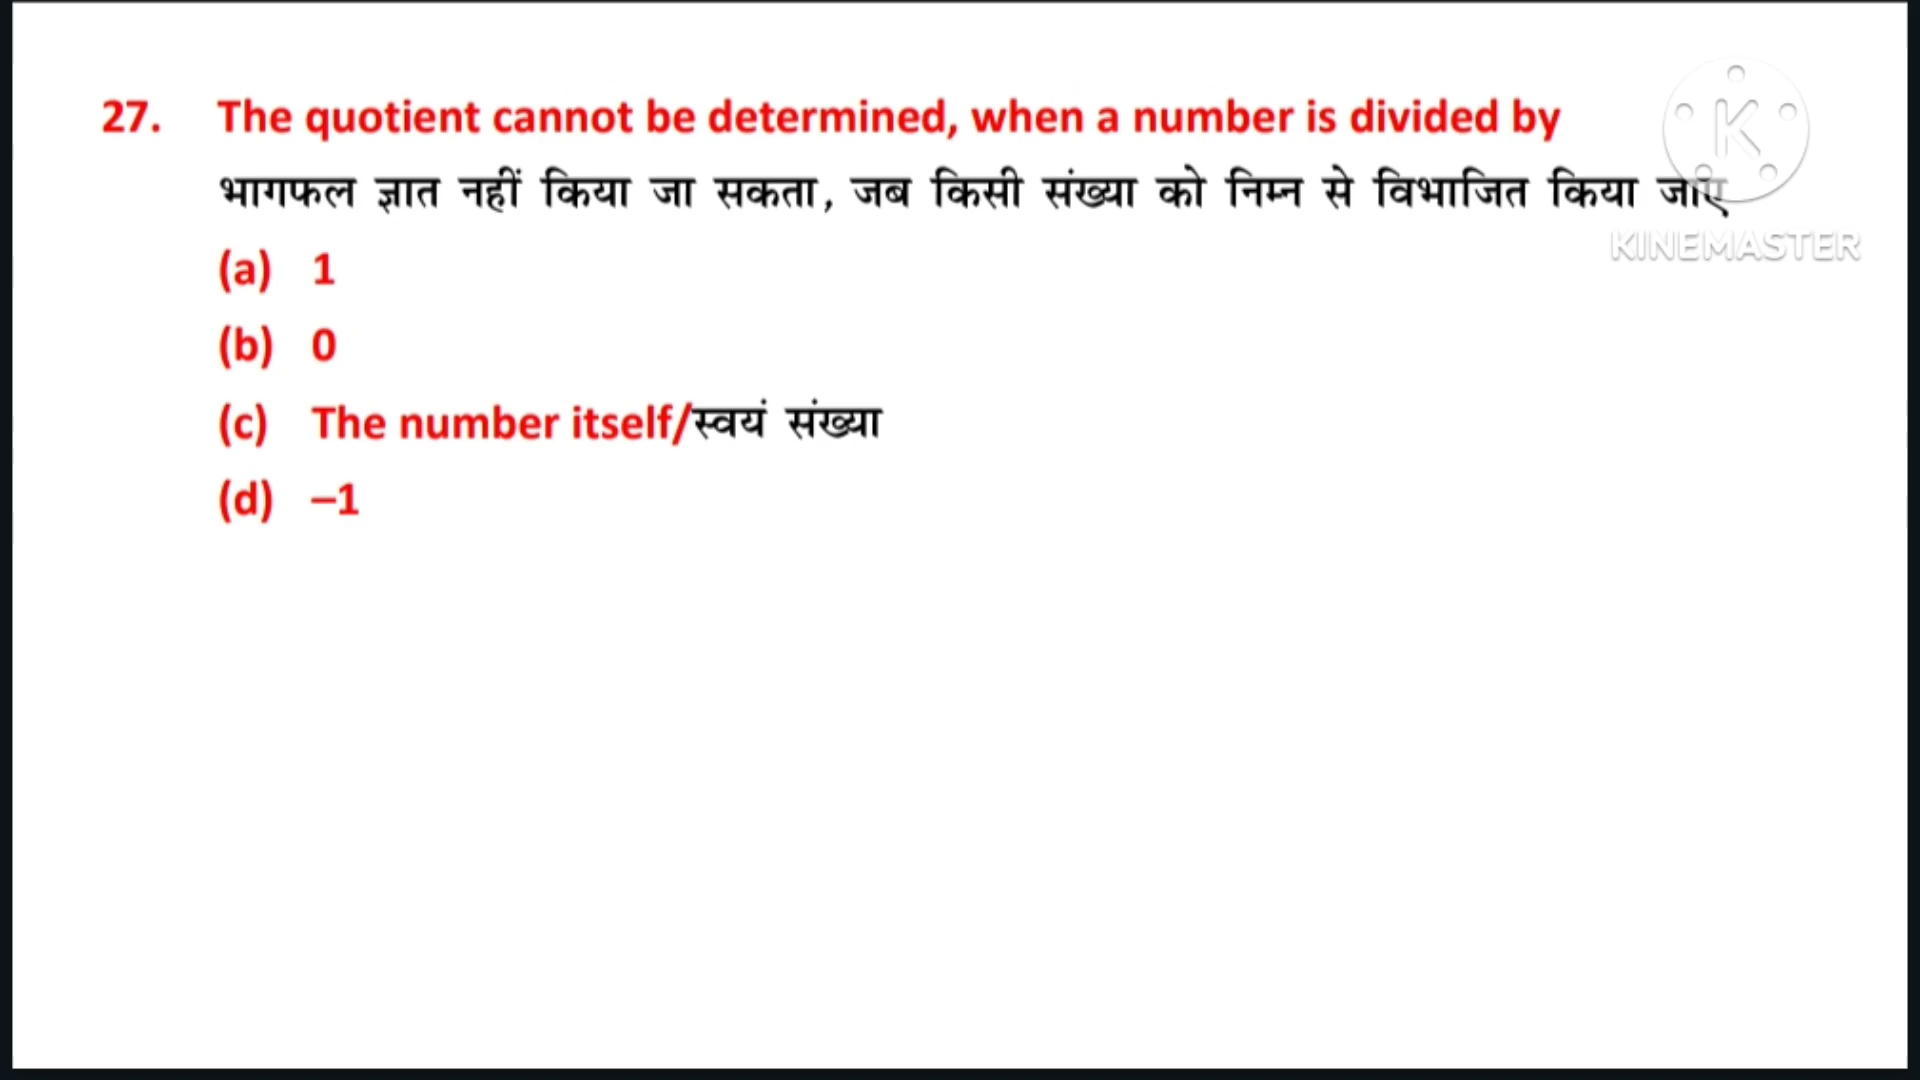 27. The quotient cannot be determined, when a number is divided by
भागफल ज्ञात नहीं किया जा सकता, जब किसी संख्या को निम्न से विभाजित किया जाए
(a) 1
(b) 0
(c) The number itself/स्वयं संख्या
(d) –1
K
KINEMASTER